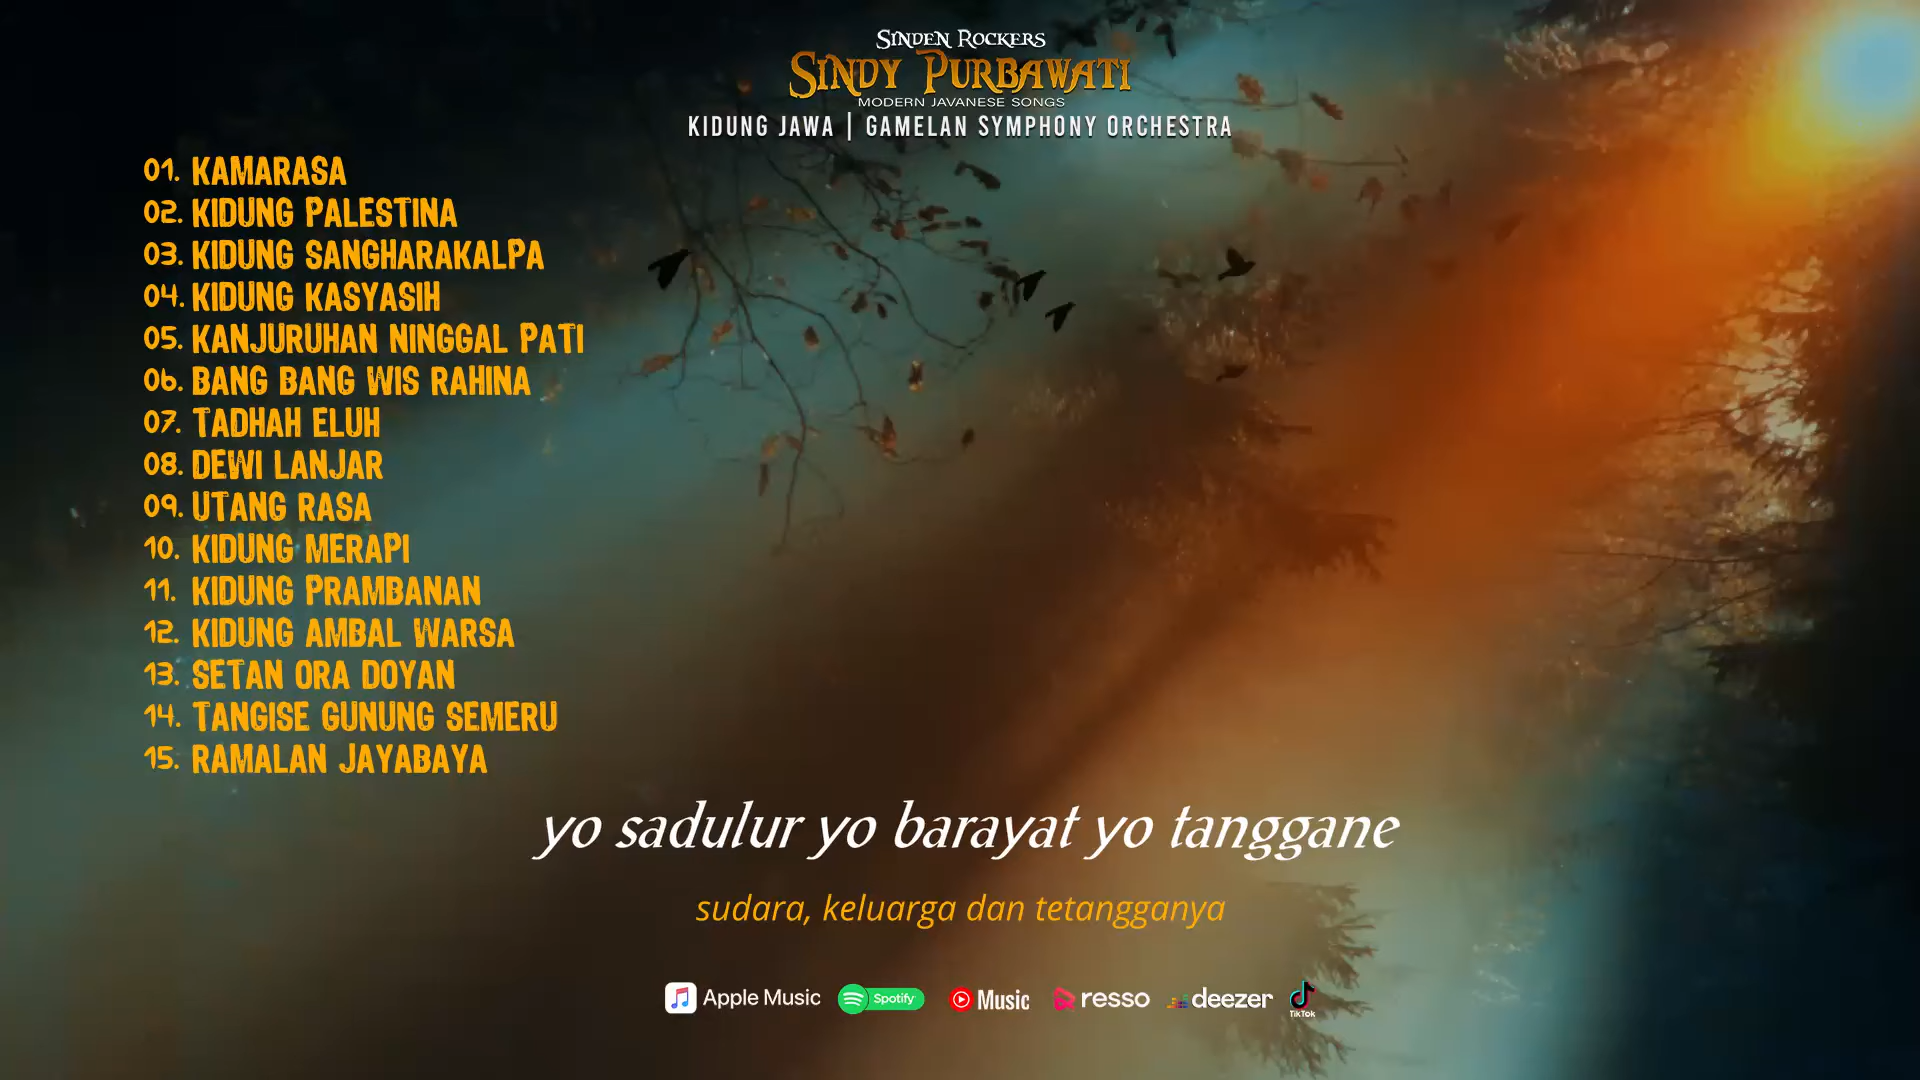 SINDEN ROCKERS
SINDY PURBAWATI
MODERN JAVANESE SONGS
KIDUNG JAWA | GAMELAN SYMPHONY ORCHESTRA
01. KAMARASA
02. KIDUNG PALESTINA
03. KIDUNG SANGHARAKALPA
04. KIDUNG KASYASIH
05. KANJURUHAN NINGGAL PATI
06. BANG BANG WIS RAHINA
07. TADHAH ELUH
08. DEWI LANJAR
09. UTANG RASA
10. KIDUNG MERAPI
11. KIDUNG PRAMBANAN
12. KIDUNG AMBAL WARSA
13. SETAN ORA DOYAN
14. TANGISE GUNUNG SEMERU
15. RAMALAN JAYABAYA
yo sadulur yo barayat yo tanggane
sudara, keluarga dan tetangganya
Apple Music Spotify Music resso deezer TikTok